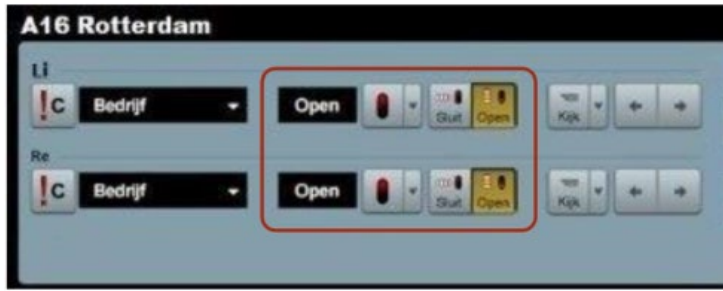 A16 Rotterdam
Li
!C Bedrijf Open Sluit Open Kijk
Re
!C Bedrijf Open Sluit Open Kijk